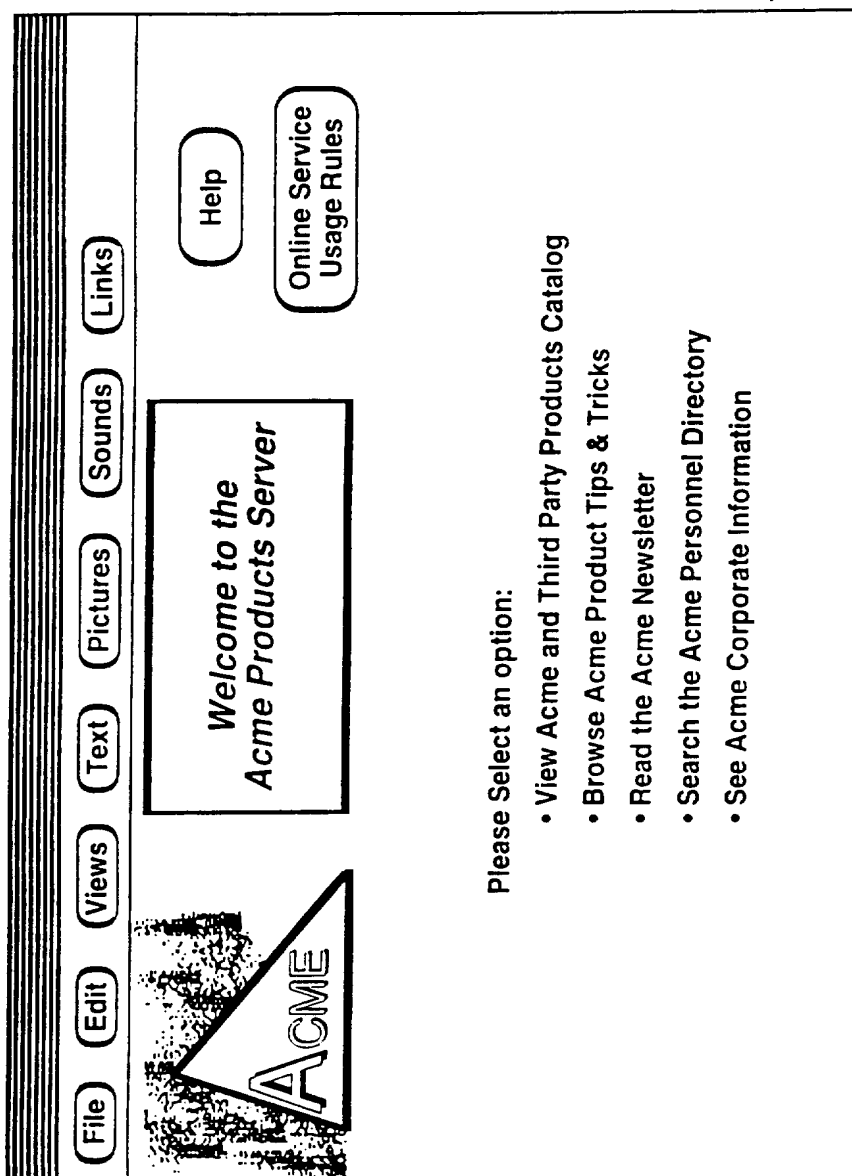 File Edit Views Text Pictures Sounds Links
ACME
Welcome to the
Acme Products Server
Help
Online Service
Usage Rules
Please Select an option:
• View Acme and Third Party Products Catalog
• Browse Acme Product Tips & Tricks
• Read the Acme Newsletter
• Search the Acme Personnel Directory
• See Acme Corporate Information